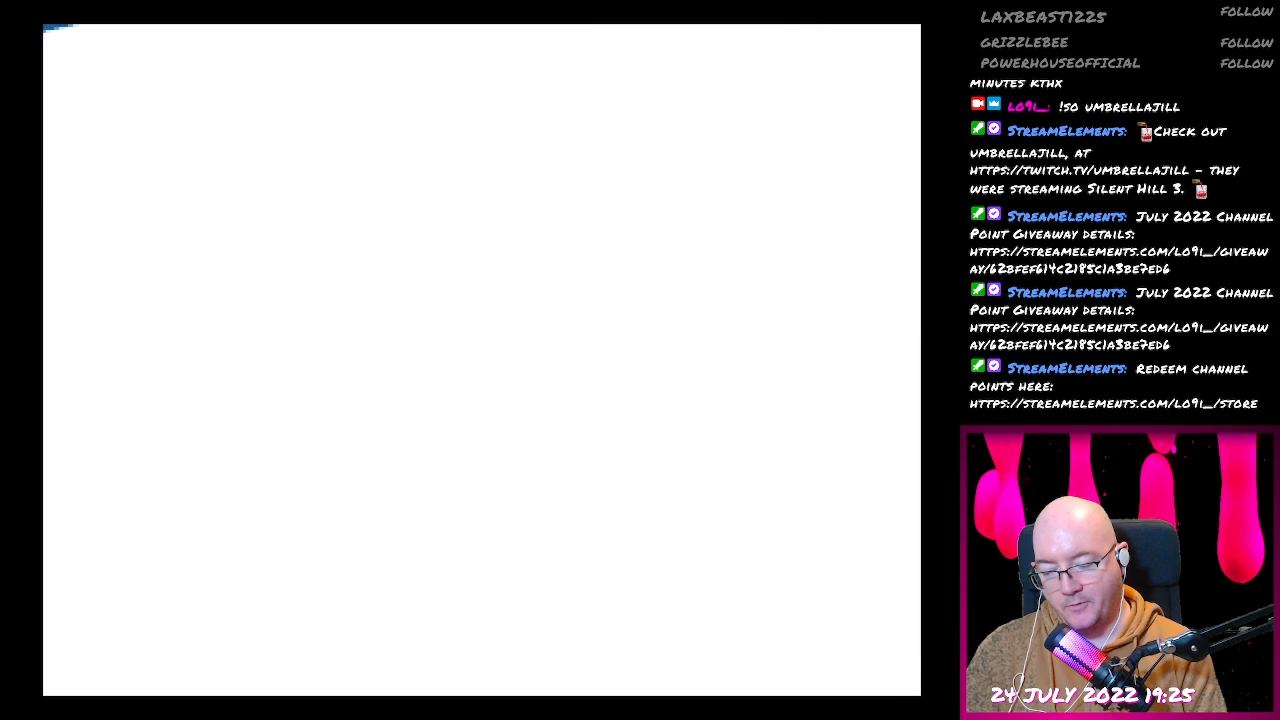 LAXBEAST1225 FOLLOW
GRIZZLEBEE FOLLOW
POWERHOUSEOFFICIAL FOLLOW
MINUTES KTHX
LO9I_: !SO UMBRELLAJILL
STREAMELEMENTS: CHECK OUT
UMBRELLAJILL, AT
HTTPS://TWITCH.TV/UMBRELLAJILL - THEY
WERE STREAMING SILENT HILL 3.
STREAMELEMENTS: JULY 2022 CHANNEL
POINT GIVEAWAY DETAILS:
HTTPS://STREAMELEMENTS.COM/LO9I_/GIVEAW
AY/62BFEF614C2185C1A3BE7ED6
STREAMELEMENTS: JULY 2022 CHANNEL
POINT GIVEAWAY DETAILS:
HTTPS://STREAMELEMENTS.COM/LO9I_/GIVEAW
AY/62BFEF614C2185C1A3BE7ED6
STREAMELEMENTS: REDEEM CHANNEL
POINTS HERE:
HTTPS://STREAMELEMENTS.COM/LO9I_/STORE
24 JULY 2022 19:25